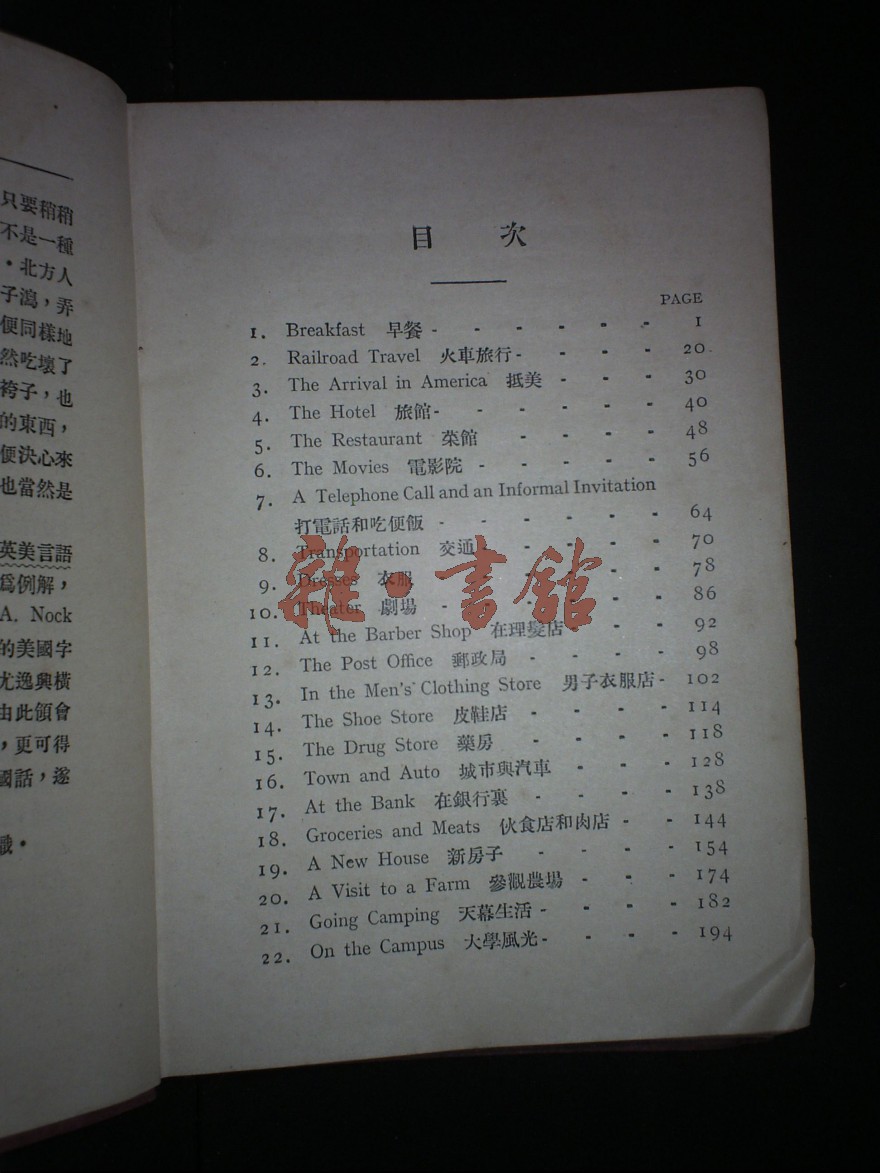 只要稍稍
不是一種
・北方人
子瀉，弄
便同樣地
然吃壞了
袴子，也
的東西，
便決心來
也當然是
英美言語
爲例解，
A. Nock
的美國字
尤逸興橫
由此領會
，更可得
國話，遂
識・
目 次
PAGE
1. Breakfast 早餐 - - - - - - - 1
2. Railroad Travel 火車旅行 - - - - - 20
3. The Arrival in America 抵美 - - - - 30
4. The Hotel 旅館 - - - - - - 40
5. The Restaurant 菜館 - - - - - 48
6. The Movies 電影院 - - - - - 56
7. A Telephone Call and an Informal Invitation
打電話和吃便飯 - - - - - - 64
8. Transportation 交通 - - - - - 70
9. Dresses 衣服 - - - - - - 78
10. Theater 劇場 - - - - - - 86
11. At the Barber Shop 在理髮店 - - - 92
12. The Post Office 郵政局 - - - - 98
13. In the Men's Clothing Store 男子衣服店 - 102
14. The Shoe Store 皮鞋店 - - - - 114
15. The Drug Store 藥房 - - - - 118
16. Town and Auto 城市與汽車 - - - 128
17. At the Bank 在銀行裏 - - - - 138
18. Groceries and Meats 伙食店和肉店 - - 144
19. A New House 新房子 - - - - 154
20. A Visit to a Farm 參觀農場 - - - 174
21. Going Camping 天幕生活 - - - - 182
22. On the Campus 大學風光 - - - - 194
雜・書館